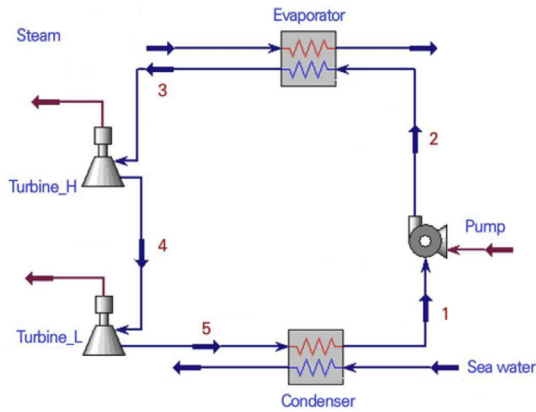 Evaporator
Steam
3
2
Turbine_H
Pump
4
1
Turbine_L
5
Sea water
Condenser